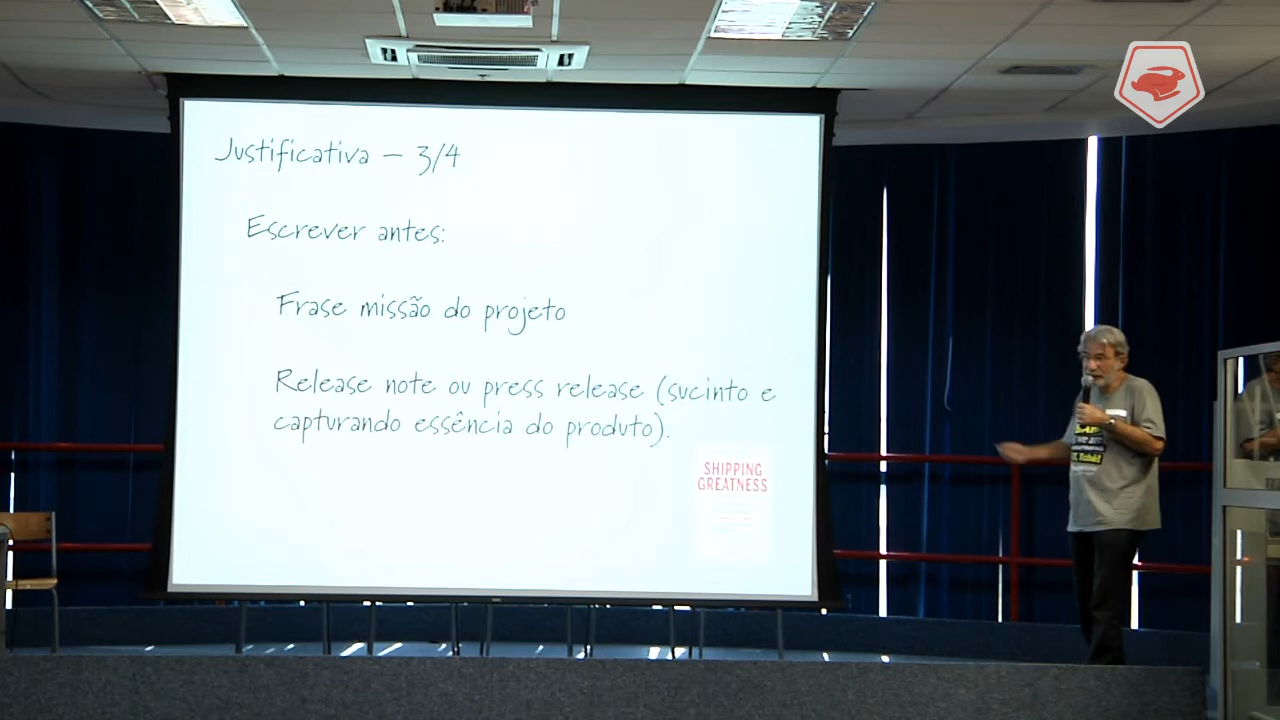 Justificativa – 3/4
Escrever antes:
Frase missão do projeto
Release note ou press release (sucinto e
capturando essência do produto).
SHIPPING
GREATNESS